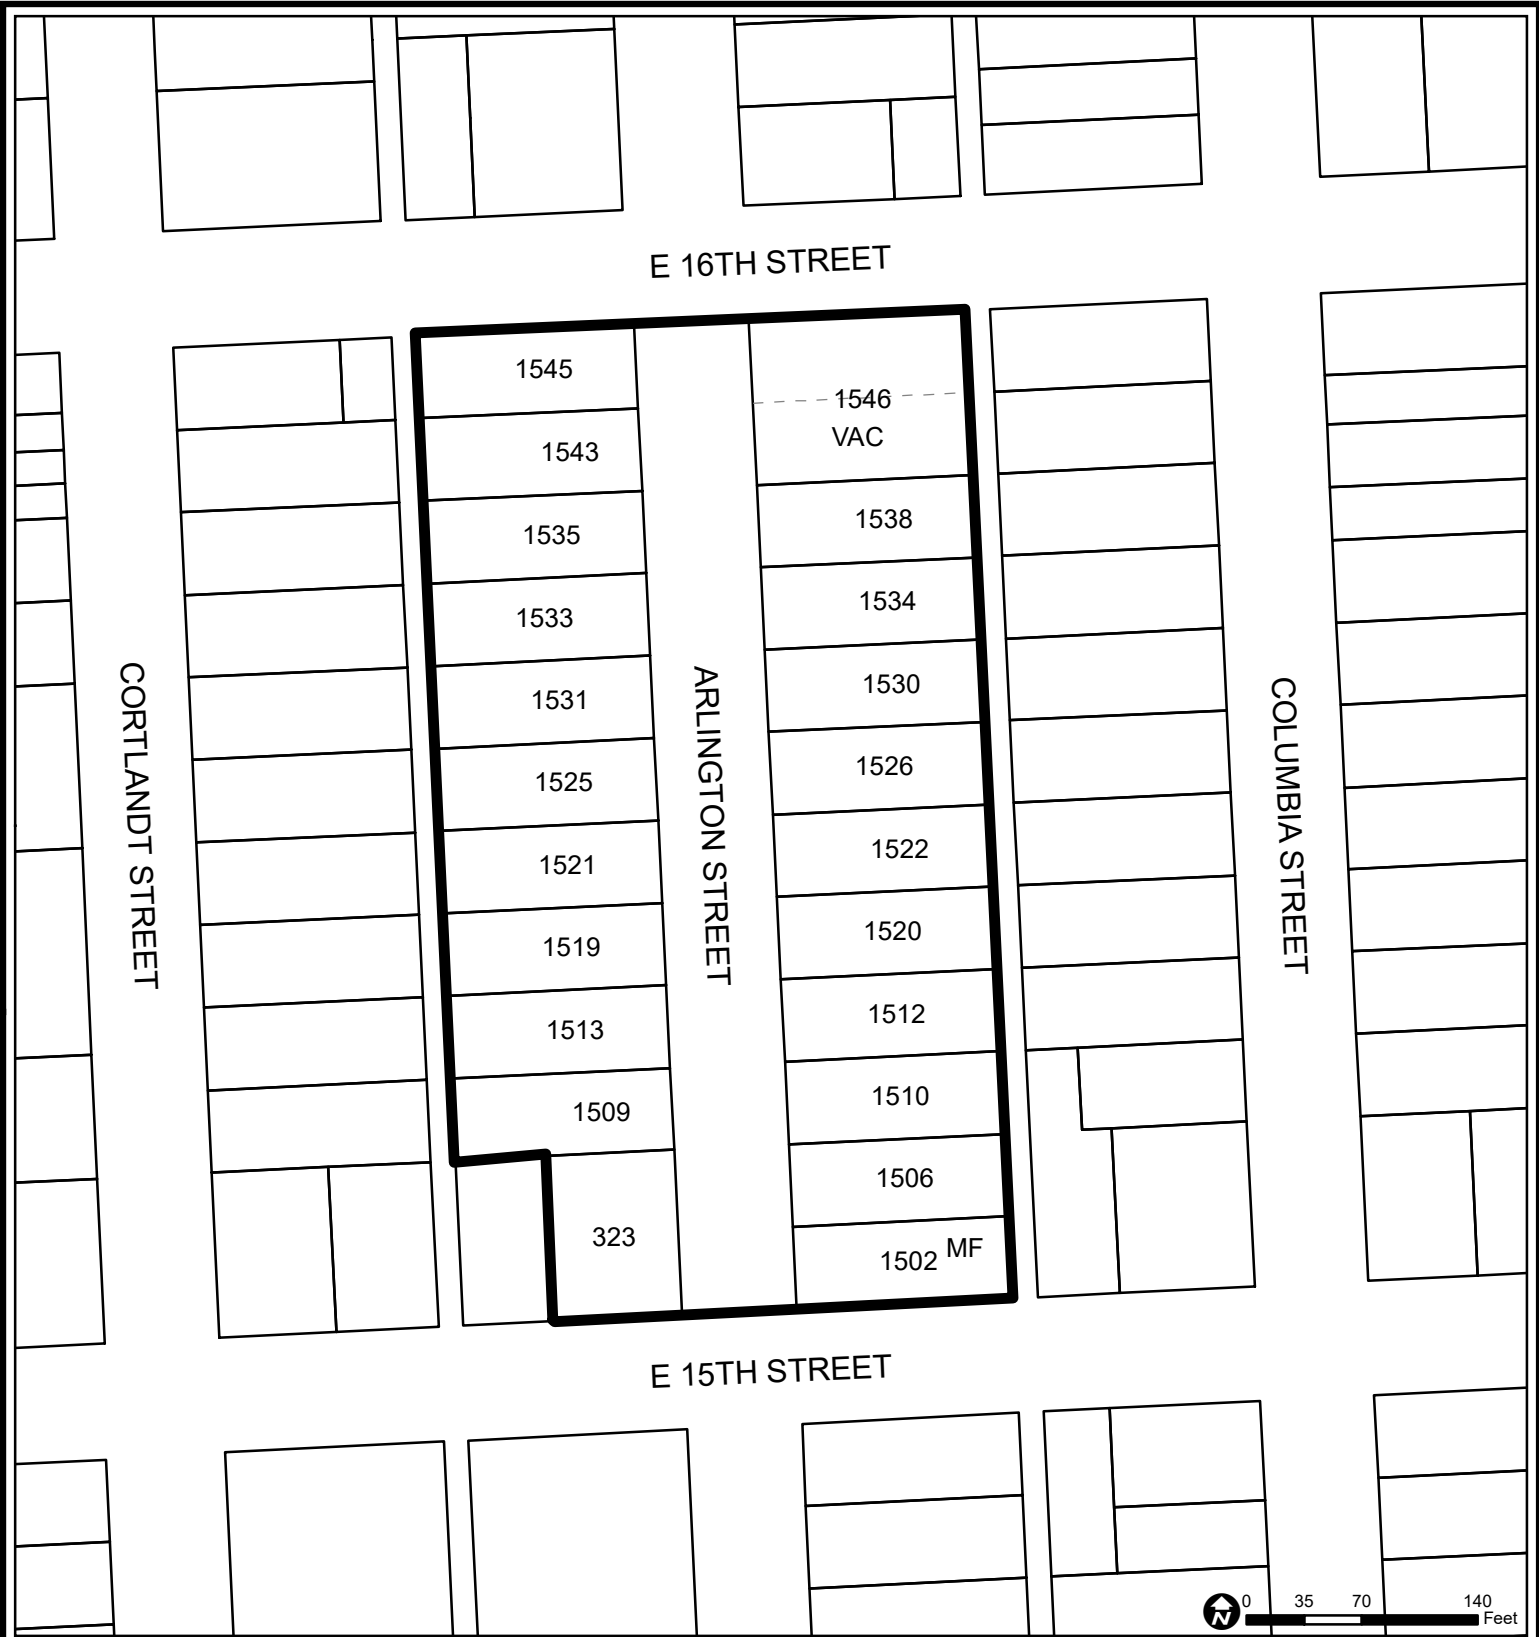 E 16TH STREET
1545
1546
VAC
1543
1538
1535
1534
1533
1530
1531
1526
1525
1522
1521
1520
1519
1512
1513
1510
1509
1506
323
1502 MF
CORTLANDT STREET
ARLINGTON STREET
COLUMBIA STREET
E 15TH STREET
N
0 35 70 140
Feet